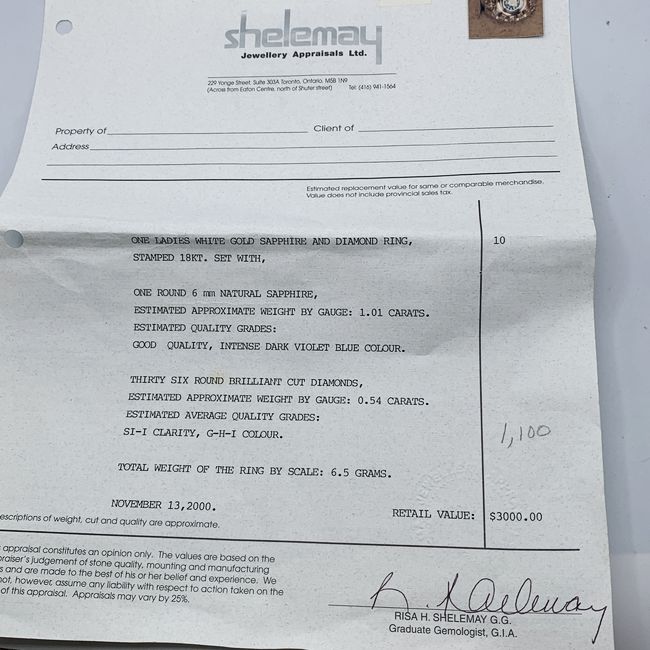 shelemay
Jewellery Appraisals Ltd.
229 Yonge Street, Suite 303A Toronto, Ontario, M5B 1N9
(Across from Eaton Centre, north of Shuter street) Tel: (416) 941-1564
Property of Client of
Address
Estimated replacement value for same or comparable merchandise.
Value does not include provincial sales tax.
ONE LADIES WHITE GOLD SAPPHIRE AND DIAMOND RING, 10
STAMPED 18KT. SET WITH,
ONE ROUND 6 mm NATURAL SAPPHIRE,
ESTIMATED APPROXIMATE WEIGHT BY GAUGE: 1.01 CARATS.
ESTIMATED QUALITY GRADES:
GOOD QUALITY, INTENSE DARK VIOLET BLUE COLOUR.
THIRTY SIX ROUND BRILLIANT CUT DIAMONDS,
ESTIMATED APPROXIMATE WEIGHT BY GAUGE: 0.54 CARATS.
ESTIMATED AVERAGE QUALITY GRADES:
SI-I CLARITY, G-H-I COLOUR.
1,100
TOTAL WEIGHT OF THE RING BY SCALE: 6.5 GRAMS.
NOVEMBER 13,2000.
RETAIL VALUE: $3000.00
escriptions of weight, cut and quality are approximate.
appraisal constitutes an opinion only. The values are based on the
praiser's judgement of stone quality, mounting and manufacturing
s and are made to the best of his or her belief and experience. We
not, however, assume any liability with respect to action taken on the
of this appraisal. Appraisals may vary by 25%.
RISA H. SHELEMAY G.G.
Graduate Gemologist, G.I.A.